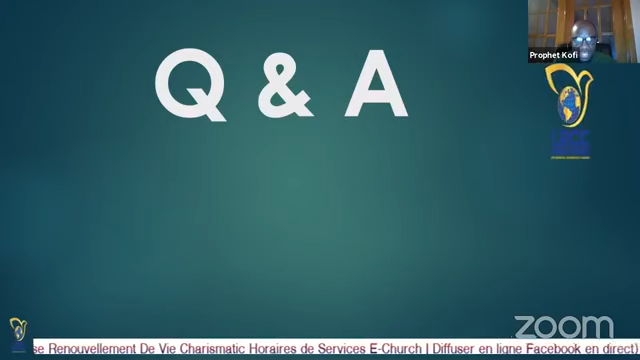 Q & A
Prophet Kofi
zoom
se Renouvellement De Vie Charismatic Horaires de Services E-Church I Diffuser en ligne Facebook en direct)